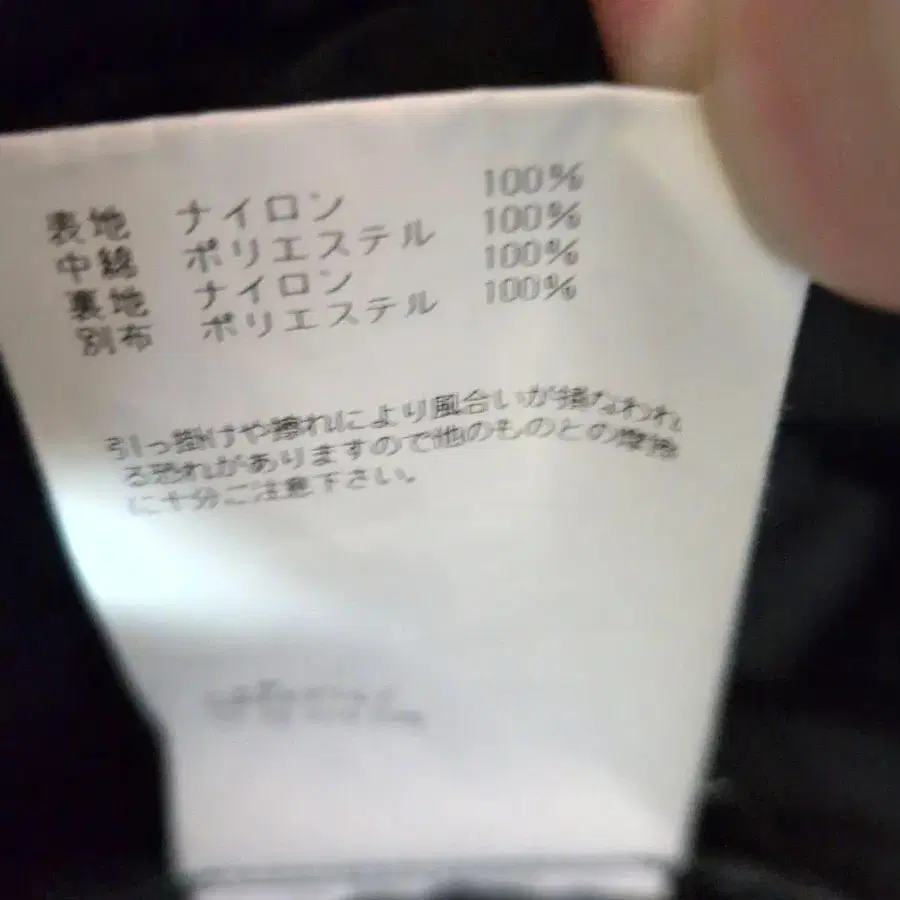 表地 ナイロン 100%
中綿 ポリエステル 100%
裏地 ナイロン 100%
別布 ポリエステル 100%
引っ掛けや擦れにより風合いが損なわれ
る恐れがありますので他のものとの摩擦
に十分ご注意下さい。